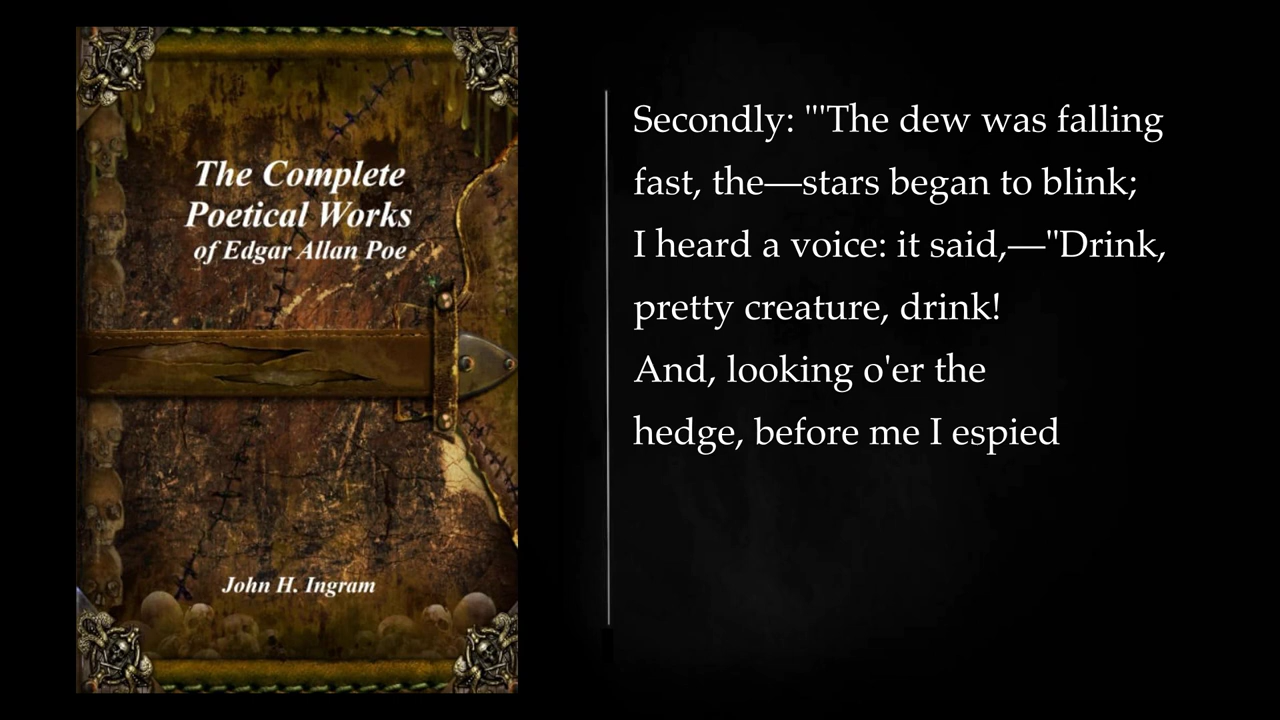 The Complete
Poetical Works
of Edgar Allan Poe
John H. Ingram
Secondly: "'The dew was falling
fast, the—stars began to blink;
I heard a voice: it said,—"Drink,
pretty creature, drink!
And, looking o'er the
hedge, before me I espied